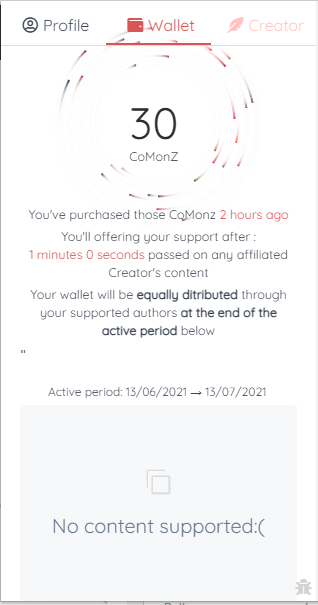 Profile Wallet Creator
30
CoMonZ
You've purchased those CoMonz 2 hours ago
You'll offering your support after :
1 minutes 0 seconds passed on any affiliated
Creator's content
Your wallet will be equally ditributed through
your supported authors at the end of the
active period below
"
Active period: 13/06/2021 → 13/07/2021
No content supported:(